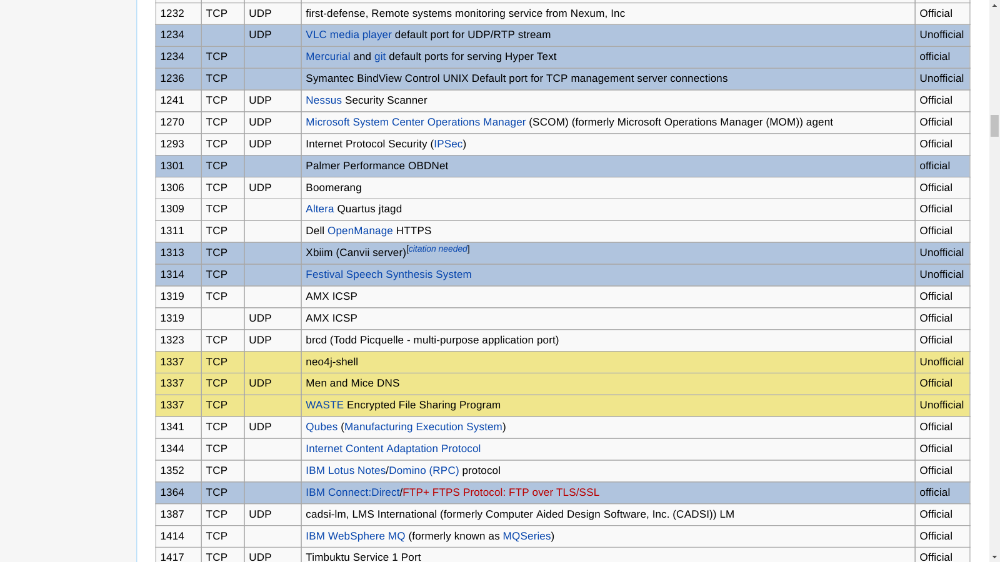 1232 TCP UDP first-defense, Remote systems monitoring service from Nexum, Inc Official
1234 UDP VLC media player default port for UDP/RTP stream Unofficial
1234 TCP Mercurial and git default ports for serving Hyper Text official
1236 TCP Symantec BindView Control UNIX Default port for TCP management server connections Unofficial
1241 TCP UDP Nessus Security Scanner Official
1270 TCP UDP Microsoft System Center Operations Manager (SCOM) (formerly Microsoft Operations Manager (MOM)) agent Official
1293 TCP UDP Internet Protocol Security (IPSec) Official
1301 TCP Palmer Performance OBDNet official
1306 TCP UDP Boomerang Official
1309 TCP Altera Quartus jtagd Official
1311 TCP Dell OpenManage HTTPS Official
1313 TCP Xbiim (Canvii server)[citation needed] Unofficial
1314 TCP Festival Speech Synthesis System Unofficial
1319 TCP AMX ICSP Official
1319 UDP AMX ICSP Official
1323 TCP UDP brcd (Todd Picquelle - multi-purpose application port) Official
1337 TCP neo4j-shell Unofficial
1337 TCP UDP Men and Mice DNS Official
1337 TCP WASTE Encrypted File Sharing Program Unofficial
1341 TCP UDP Qubes (Manufacturing Execution System) Official
1344 TCP Internet Content Adaptation Protocol Official
1352 TCP IBM Lotus Notes/Domino (RPC) protocol Official
1364 TCP IBM Connect:Direct/FTP+ FTPS Protocol: FTP over TLS/SSL official
1387 TCP UDP cadsi-lm, LMS International (formerly Computer Aided Design Software, Inc. (CADSI)) LM Official
1414 TCP IBM WebSphere MQ (formerly known as MQSeries) Official
1417 TCP UDP Timbuktu Service 1 Port Official